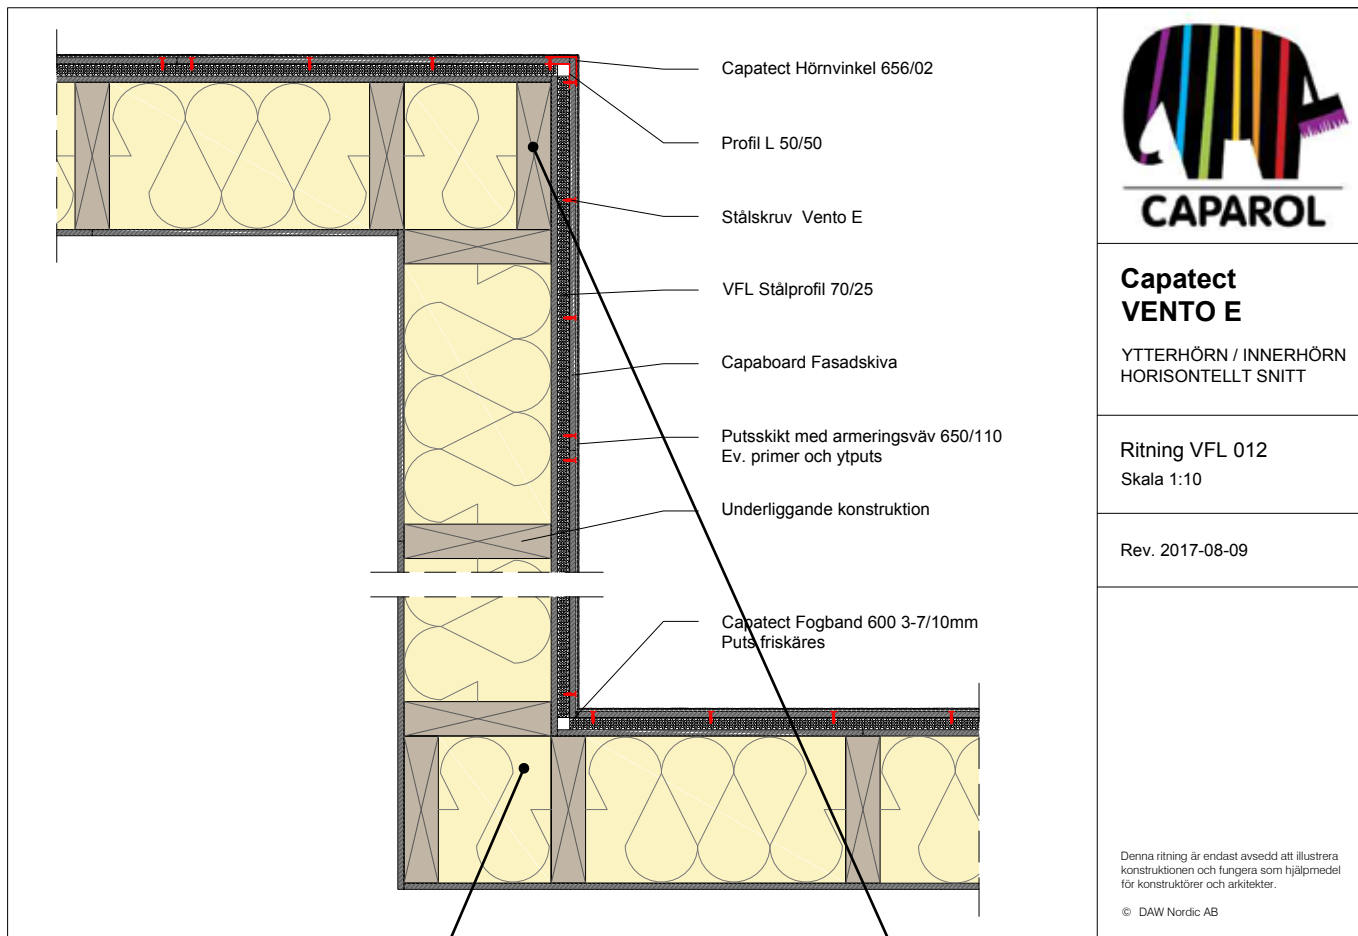 Capatect Hörnvinkel 656/02
Profil L 50/50
Stålskruv Vento E
VFL Stålprofil 70/25
Capaboard Fasadskiva
Putsskikt med armeringsväv 650/110
Ev. primer och ytputs
Underliggande konstruktion
Capatect Fogband 600 3-7/10mm
Puts friskäres
CAPAROL
Capatect
VENTO E
YTTERHÖRN / INNERHÖRN
HORISONTELLT SNITT
Ritning VFL 012
Skala 1:10
Rev. 2017-08-09
Denna ritning är endast avsedd att illustrera
konstruktionen och fungera som hjälpmedel
för konstruktörer och arkitekter.
© DAW Nordic AB